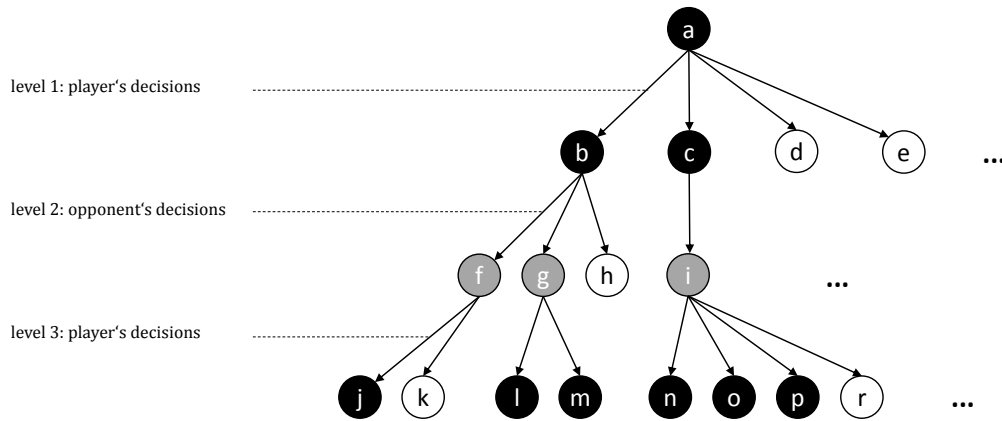 a
level 1: player‘s decisions
b c d e ...
level 2: opponent‘s decisions
f g h i ...
level 3: player‘s decisions
j k l m n o p r ...